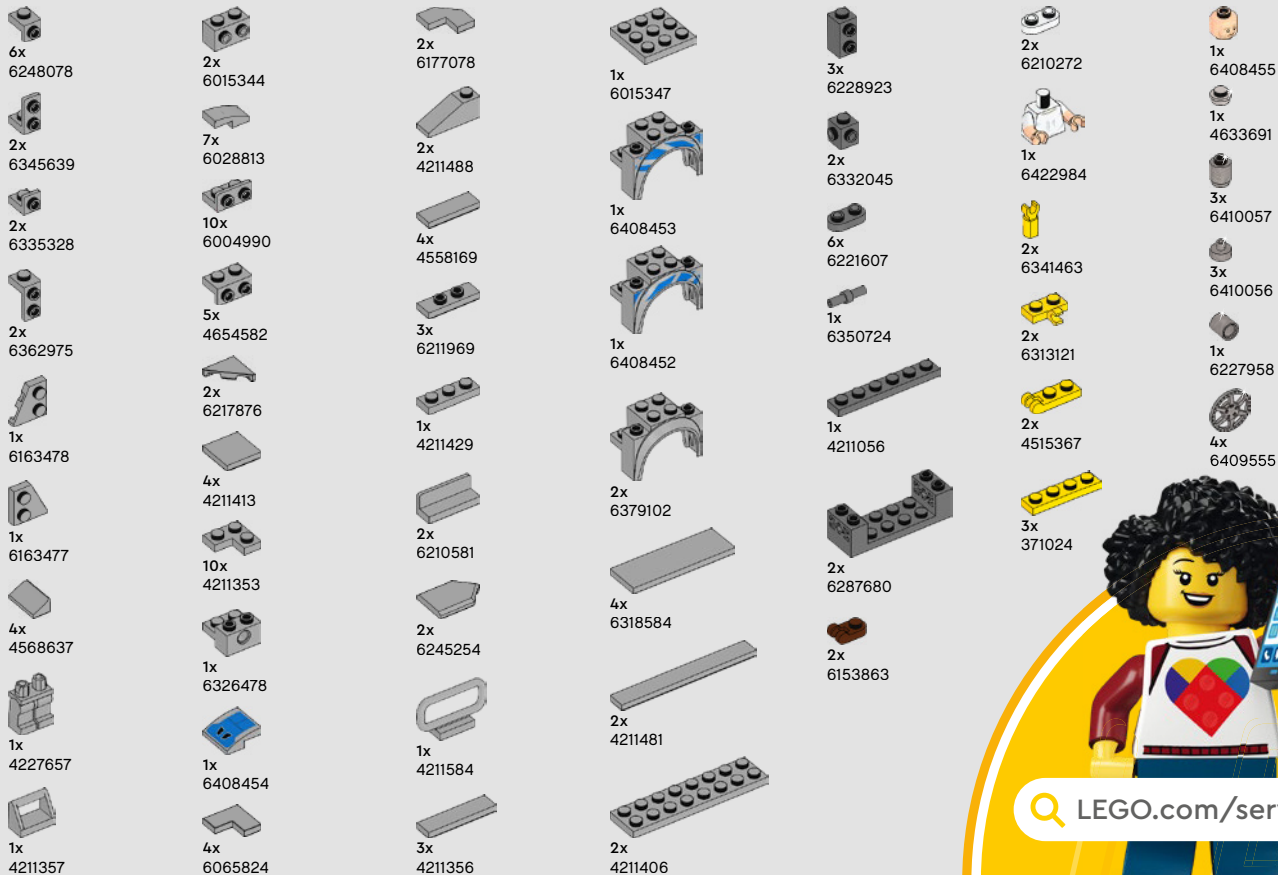 6x
6248078
2x
6345639
2x
6335328
2x
6362975
1x
6163478
1x
6163477
4x
4568637
1x
4227657
1x
4211357
2x
6015344
7x
6028813
10x
6004990
5x
4654582
2x
6217876
4x
4211413
10x
4211353
1x
6326478
1x
6408454
4x
6065824
2x
6177078
2x
4211488
4x
4558169
3x
6211969
1x
4211429
2x
6210581
2x
6245254
1x
4211584
3x
4211356
1x
6015347
1x
6408453
1x
6408452
2x
6379102
4x
6318584
2x
4211481
2x
4211406
3x
6228923
2x
6332045
6x
6221607
1x
6350724
1x
4211056
2x
6287680
2x
6153863
2x
6210272
1x
6422984
2x
6341463
2x
6313121
2x
4515367
3x
371024
1x
6408455
1x
4633691
3x
6410057
3x
6410056
1x
6227958
4x
6409555
LEGO.com/ser